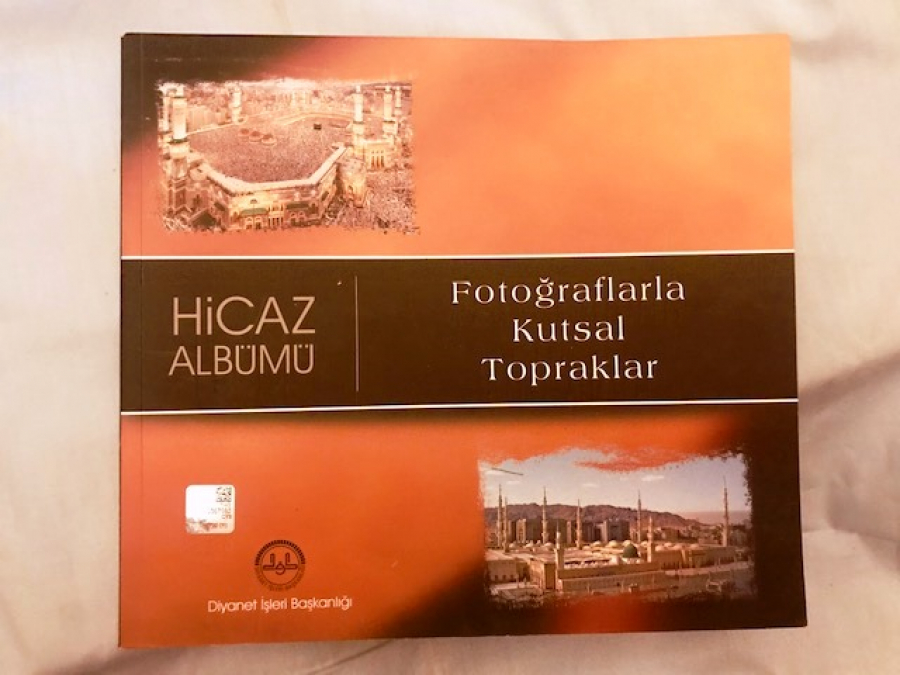 HiCAZ
ALBÜMÜ
Fotoğraflarla
Kutsal
Topraklar
Diyanet İşleri Başkanlığı